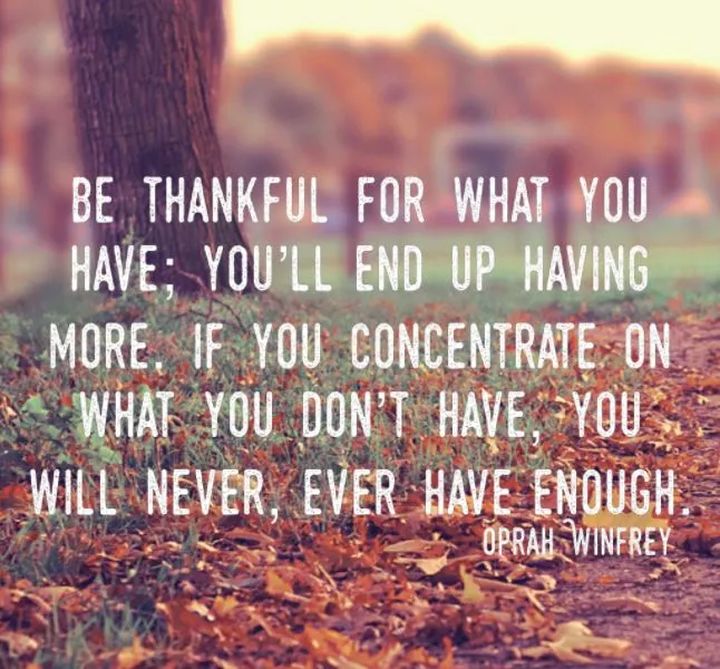 BE THANKFUL FOR WHAT YOU
HAVE; YOU'LL END UP HAVING
MORE. IF YOU CONCENTRATE ON
WHAT YOU DON'T HAVE, YOU
WILL NEVER, EVER HAVE ENOUGH.
OPRAH WINFREY